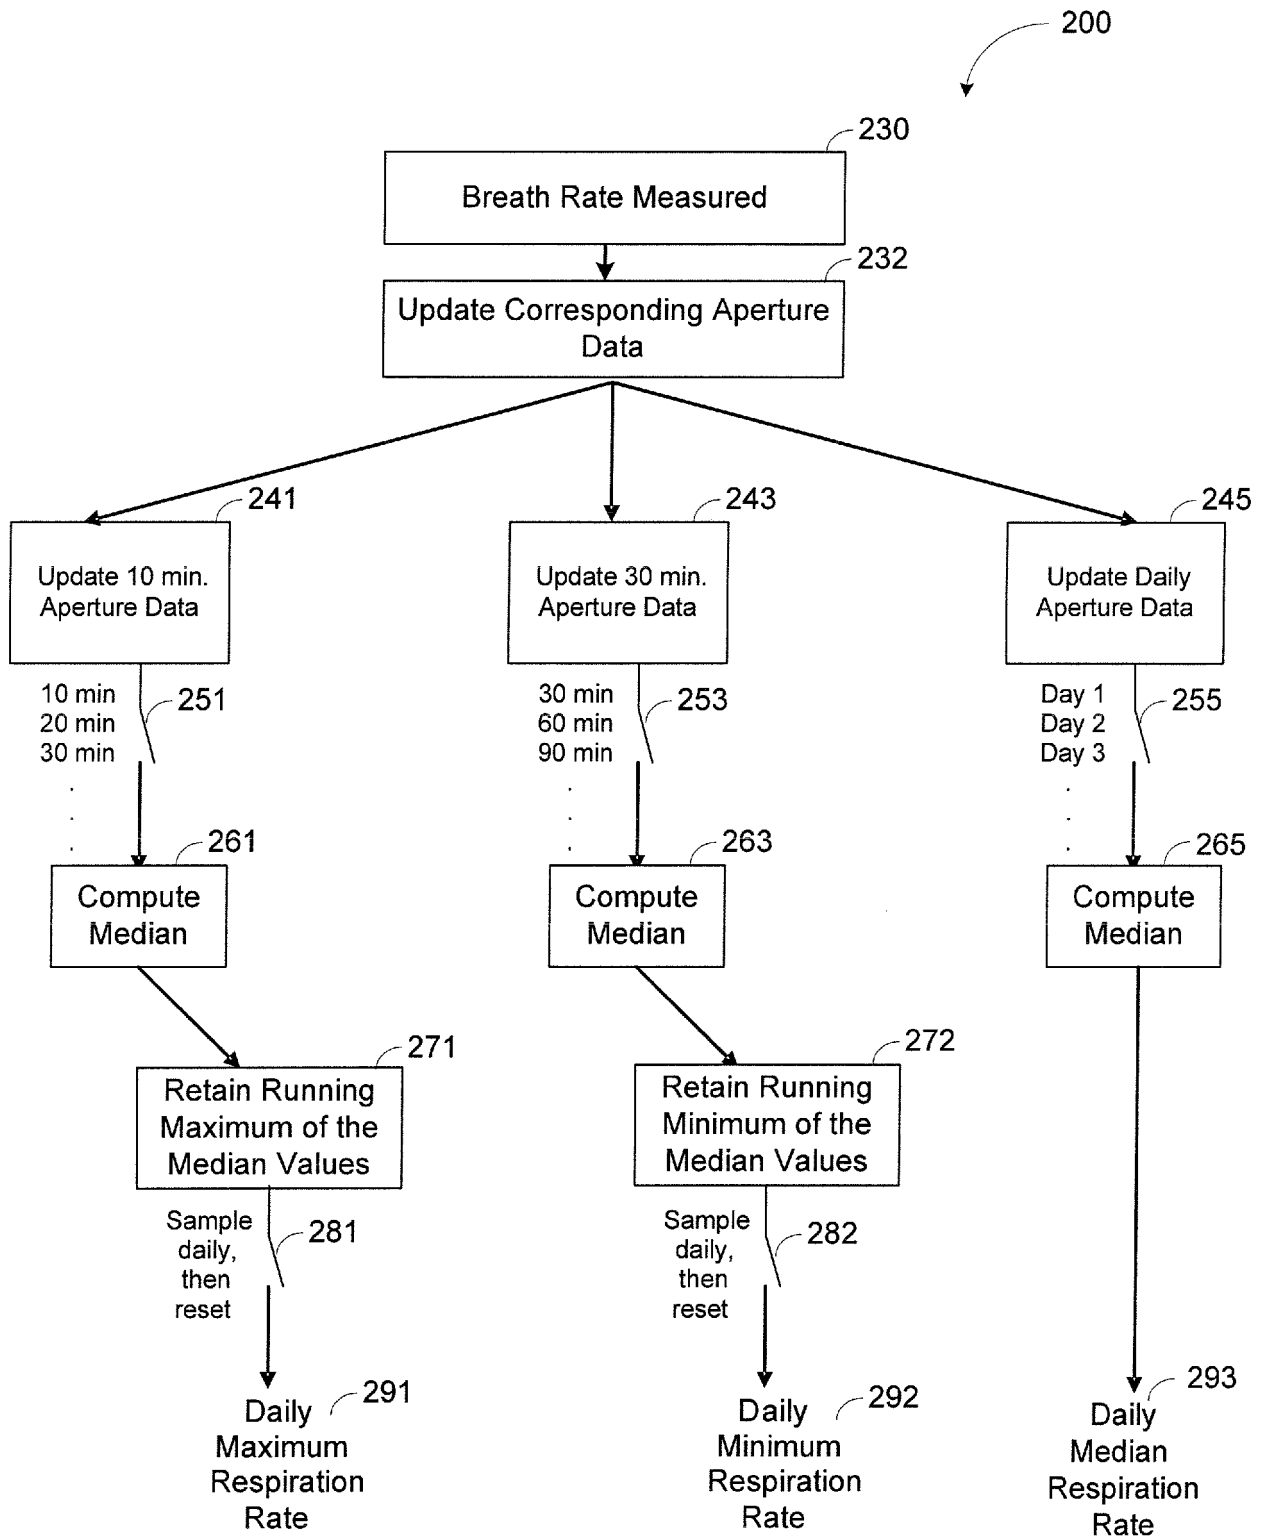 200
230
Breath Rate Measured
232
Update Corresponding Aperture
Data
241
Update 10 min.
Aperture Data
243
Update 30 min.
Aperture Data
245
Update Daily
Aperture Data
10 min
20 min
30 min
.
.
.
251
30 min
60 min
90 min
.
.
.
253
Day 1
Day 2
Day 3
.
.
.
255
261
Compute
Median
263
Compute
Median
265
Compute
Median
271
Retain Running
Maximum of the
Median Values
272
Retain Running
Minimum of the
Median Values
Sample
daily,
then
reset
281
Sample
daily,
then
reset
282
291
Daily
Maximum
Respiration
Rate
292
Daily
Minimum
Respiration
Rate
293
Daily
Median
Respiration
Rate